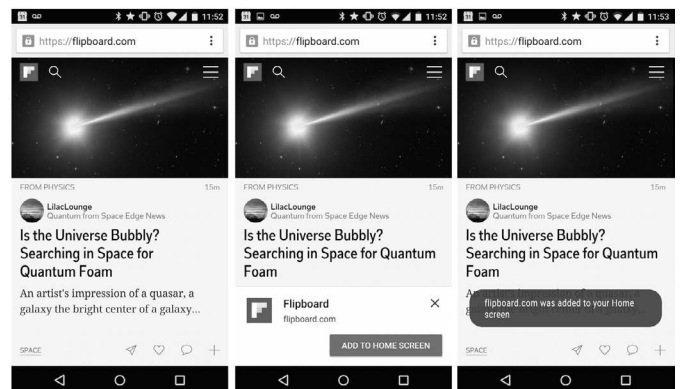 31
11:52
https://flipboard.com
FROM PHYSICS
15m
LilacLounge
Quantum from Space Edge News
Is the Universe Bubbly?
Searching in Space for
Quantum Foam
An artist's impression of a quasar, a
galaxy the bright center of a galaxy...
SPACE
31
11:52
https://flipboard.com
FROM PHYSICS
15m
LilacLounge
Quantum from Space Edge News
Is the Universe Bubbly?
Searching in Space for Quantum
Foam
Flipboard
flipboard.com
ADD TO HOME SCREEN
31
11:53
https://flipboard.com
FROM PHYSICS
15m
LilacLounge
Quantum from Space Edge News
Is the Universe Bubbly?
Searching in Space for Quantum
Foam
flipboard.com was added to your Home
screen
SPACE